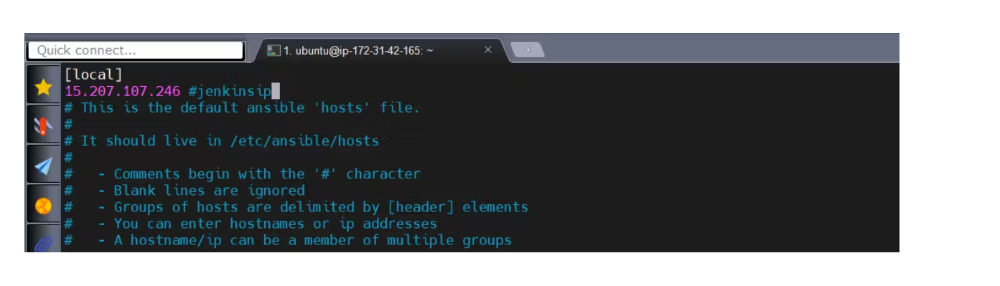 Quick connect...
1. ubuntu@ip-172-31-42-165: ~
[local]
15.207.107.246 #jenkinsip
# This is the default ansible 'hosts' file.
#
# It should live in /etc/ansible/hosts
#
#   - Comments begin with the '#' character
#   - Blank lines are ignored
#   - Groups of hosts are delimited by [header] elements
#   - You can enter hostnames or ip addresses
#   - A hostname/ip can be a member of multiple groups